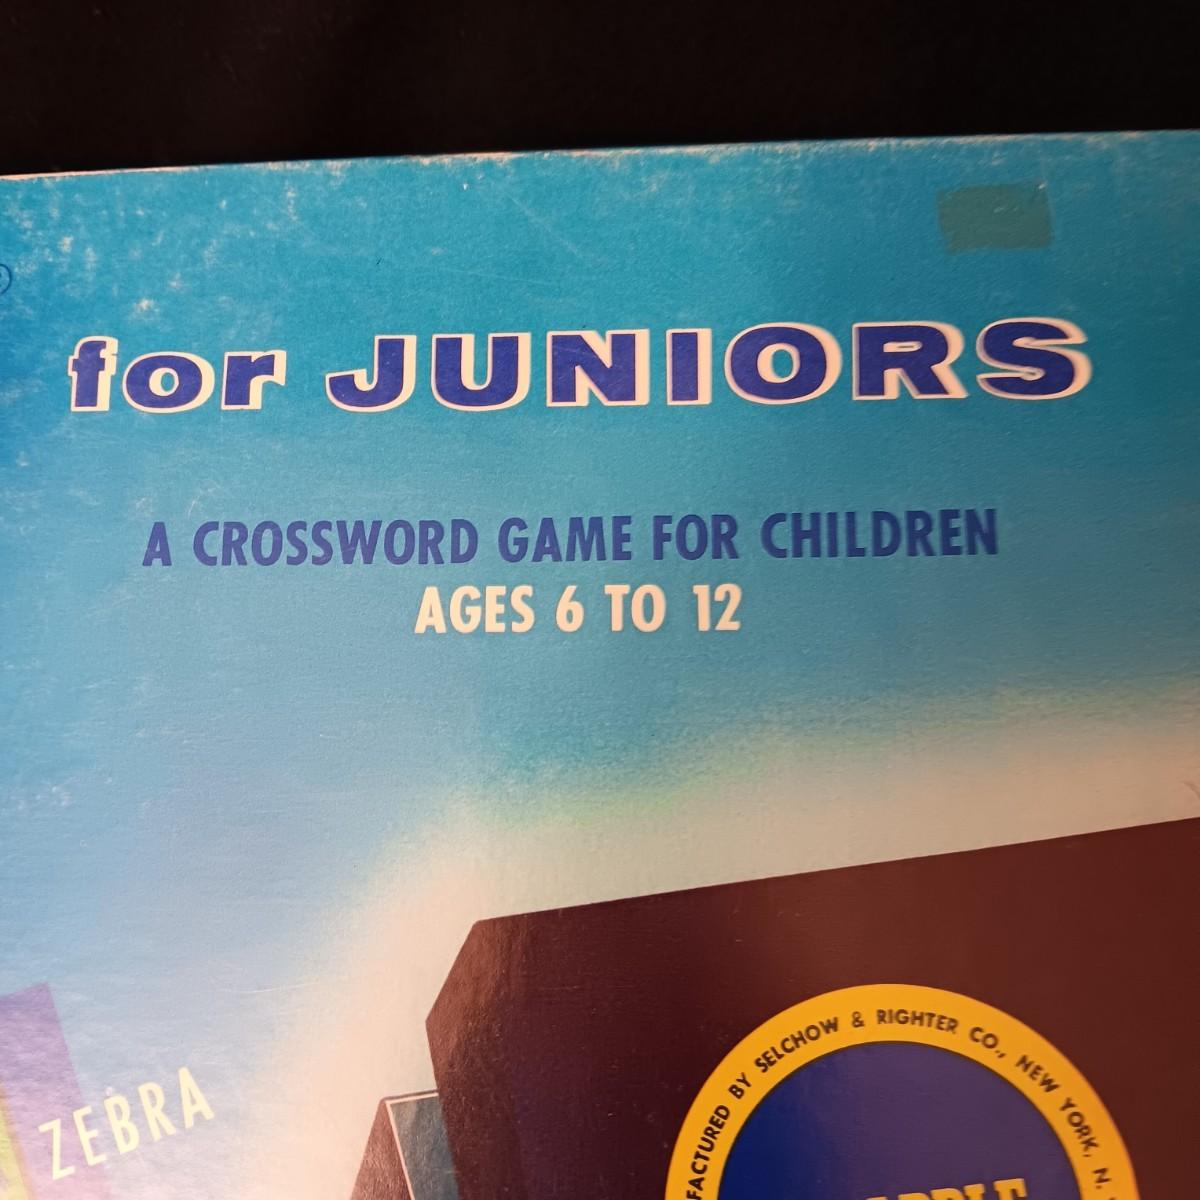 for JUNIORS
A CROSSWORD GAME FOR CHILDREN
AGES 6 TO 12
ZEBRA
FACTURED BY SELCHOW & RIGHTER CO., NEW YORK, N.